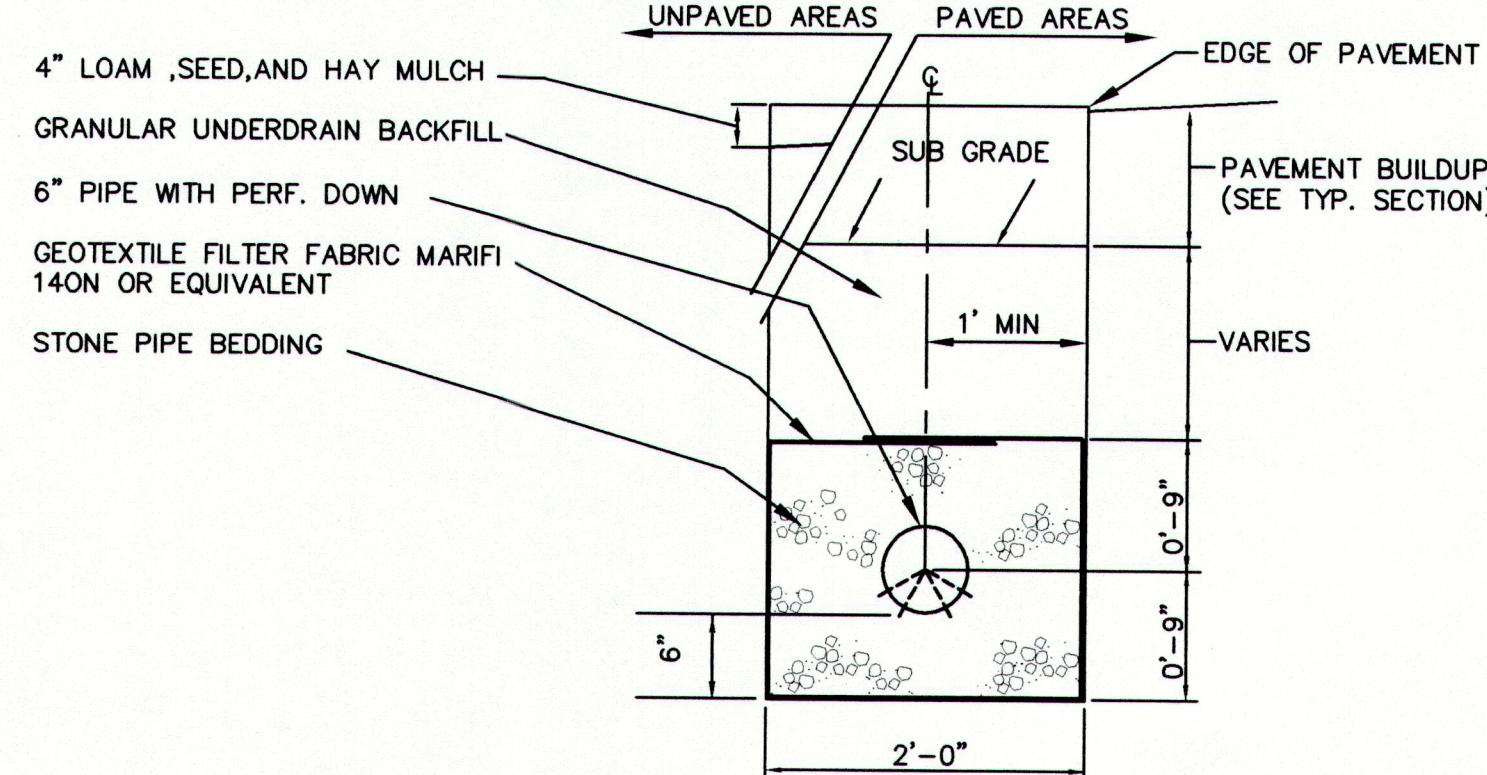 UNPAVED AREAS
PAVED AREAS
EDGE OF PAVEMENT
4" LOAM ,SEED,AND HAY MULCH
℄
GRANULAR UNDERDRAIN BACKFILL
SUB GRADE
PAVEMENT BUILDUP
(SEE TYP. SECTION)
6" PIPE WITH PERF. DOWN
GEOTEXTILE FILTER FABRIC MARIFI
140N OR EQUIVALENT
1' MIN
VARIES
STONE PIPE BEDDING
0'-9"
0'-9"
6"
2'-0"